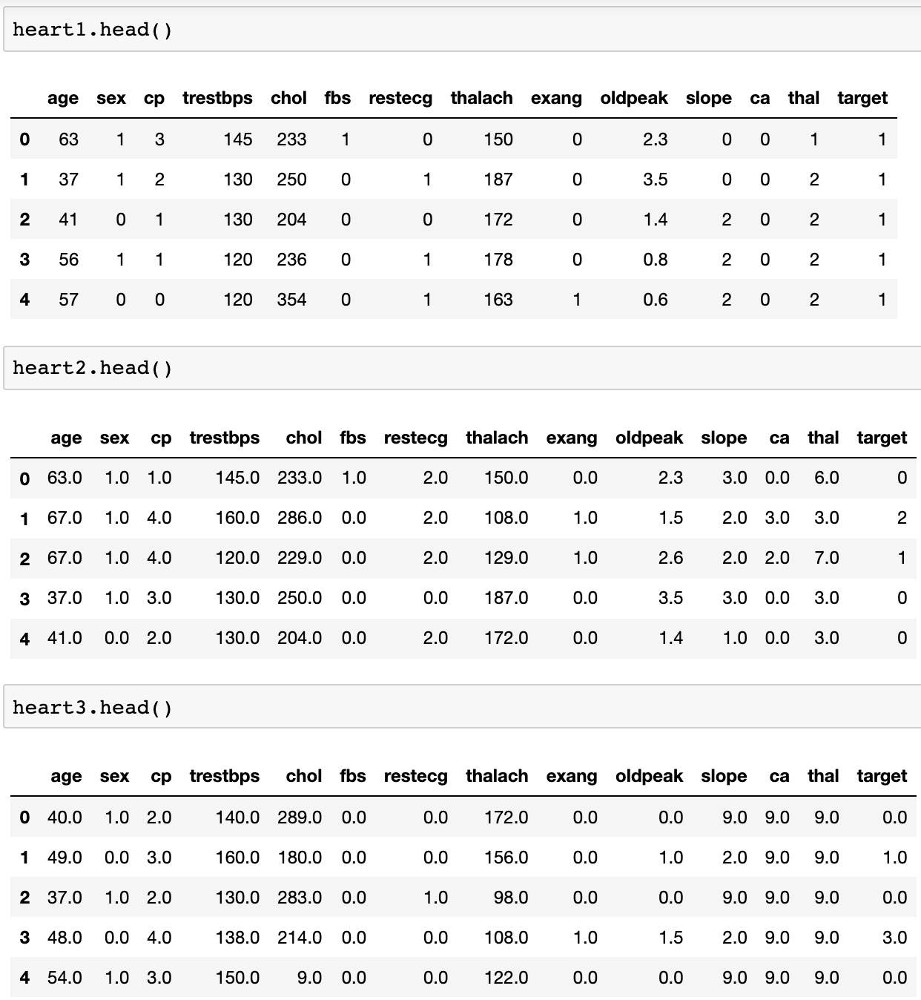 heart1.head()
age sex cp trestbps chol fbs restecg thalach exang oldpeak slope ca thal target
0 63 1 3 145 233 1 0 150 0 2.3 0 0 1 1
1 37 1 2 130 250 0 1 187 0 3.5 0 0 2 1
2 41 0 1 130 204 0 0 172 0 1.4 2 0 2 1
3 56 1 1 120 236 0 1 178 0 0.8 2 0 2 1
4 57 0 0 120 354 0 1 163 1 0.6 2 0 2 1
heart2.head()
age sex cp trestbps chol fbs restecg thalach exang oldpeak slope ca thal target
0 63.0 1.0 1.0 145.0 233.0 1.0 2.0 150.0 0.0 2.3 3.0 0.0 6.0 0
1 67.0 1.0 4.0 160.0 286.0 0.0 2.0 108.0 1.0 1.5 2.0 3.0 3.0 2
2 67.0 1.0 4.0 120.0 229.0 0.0 2.0 129.0 1.0 2.6 2.0 2.0 7.0 1
3 37.0 1.0 3.0 130.0 250.0 0.0 0.0 187.0 0.0 3.5 3.0 0.0 3.0 0
4 41.0 0.0 2.0 130.0 204.0 0.0 2.0 172.0 0.0 1.4 1.0 0.0 3.0 0
heart3.head()
age sex cp trestbps chol fbs restecg thalach exang oldpeak slope ca thal target
0 40.0 1.0 2.0 140.0 289.0 0.0 0.0 172.0 0.0 0.0 9.0 9.0 9.0 0.0
1 49.0 0.0 3.0 160.0 180.0 0.0 0.0 156.0 0.0 1.0 2.0 9.0 9.0 1.0
2 37.0 1.0 2.0 130.0 283.0 0.0 1.0 98.0 0.0 0.0 9.0 9.0 9.0 0.0
3 48.0 0.0 4.0 138.0 214.0 0.0 0.0 108.0 1.0 1.5 2.0 9.0 9.0 3.0
4 54.0 1.0 3.0 150.0 9.0 0.0 0.0 122.0 0.0 0.0 9.0 9.0 9.0 0.0